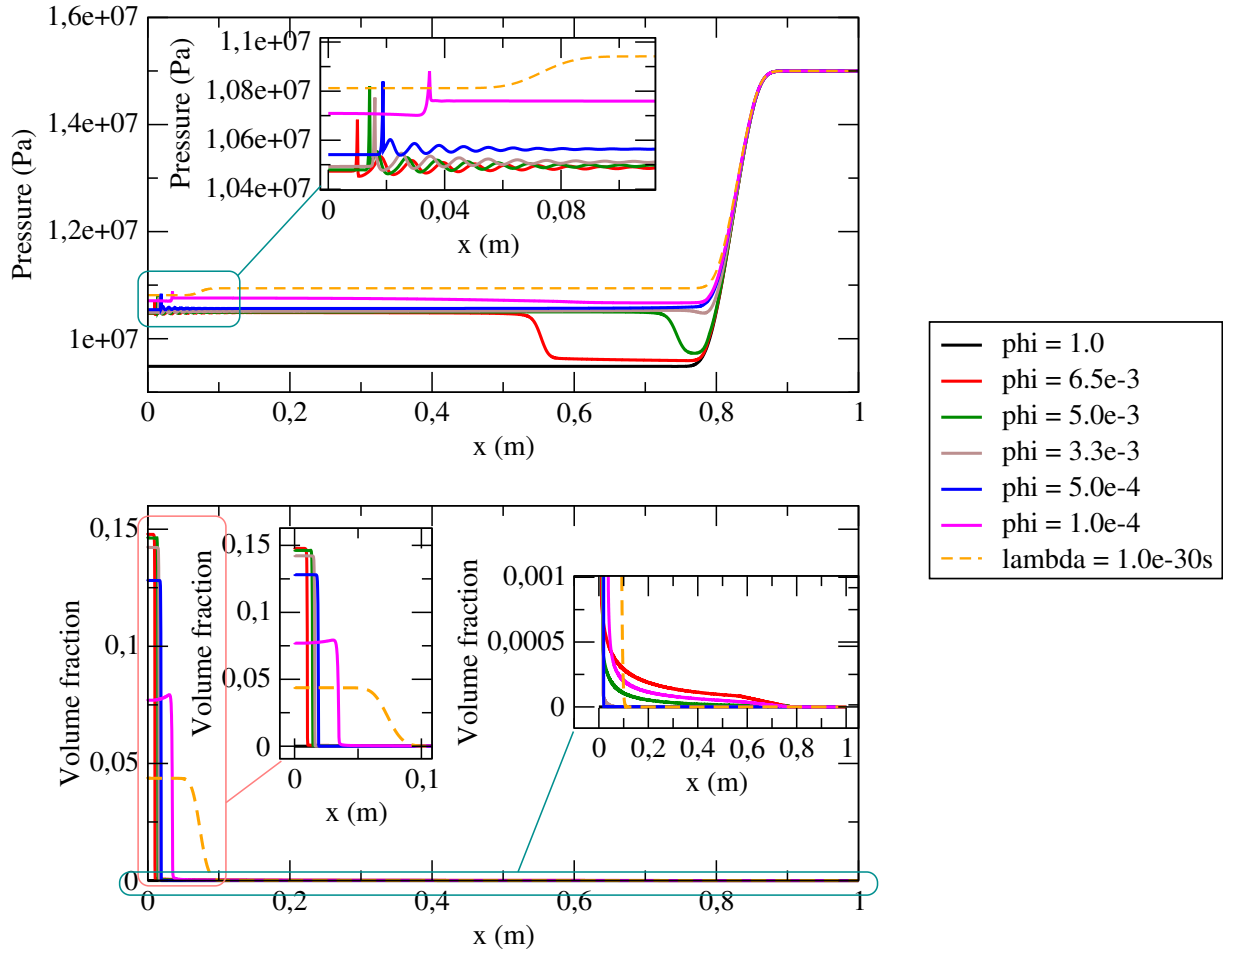 1,6e+07
1,4e+07
1,2e+07
1e+07
Pressure (Pa)
0
0,2
0,4
0,6
0,8
1
x (m)
1,1e+07
1,08e+07
1,06e+07
1,04e+07
Pressure (Pa)
0
0,04
0,08
x (m)
phi = 1.0
phi = 6.5e-3
phi = 5.0e-3
phi = 3.3e-3
phi = 5.0e-4
phi = 1.0e-4
lambda = 1.0e-30s
0,15
0,1
0,05
0
Volume fraction
0
0,2
0,4
0,6
0,8
1
x (m)
0,15
0,1
0,05
0
Volume fraction
0
0,1
x (m)
0,001
0,0005
0
Volume fraction
0
0,2
0,4
0,6
0,8
1
x (m)